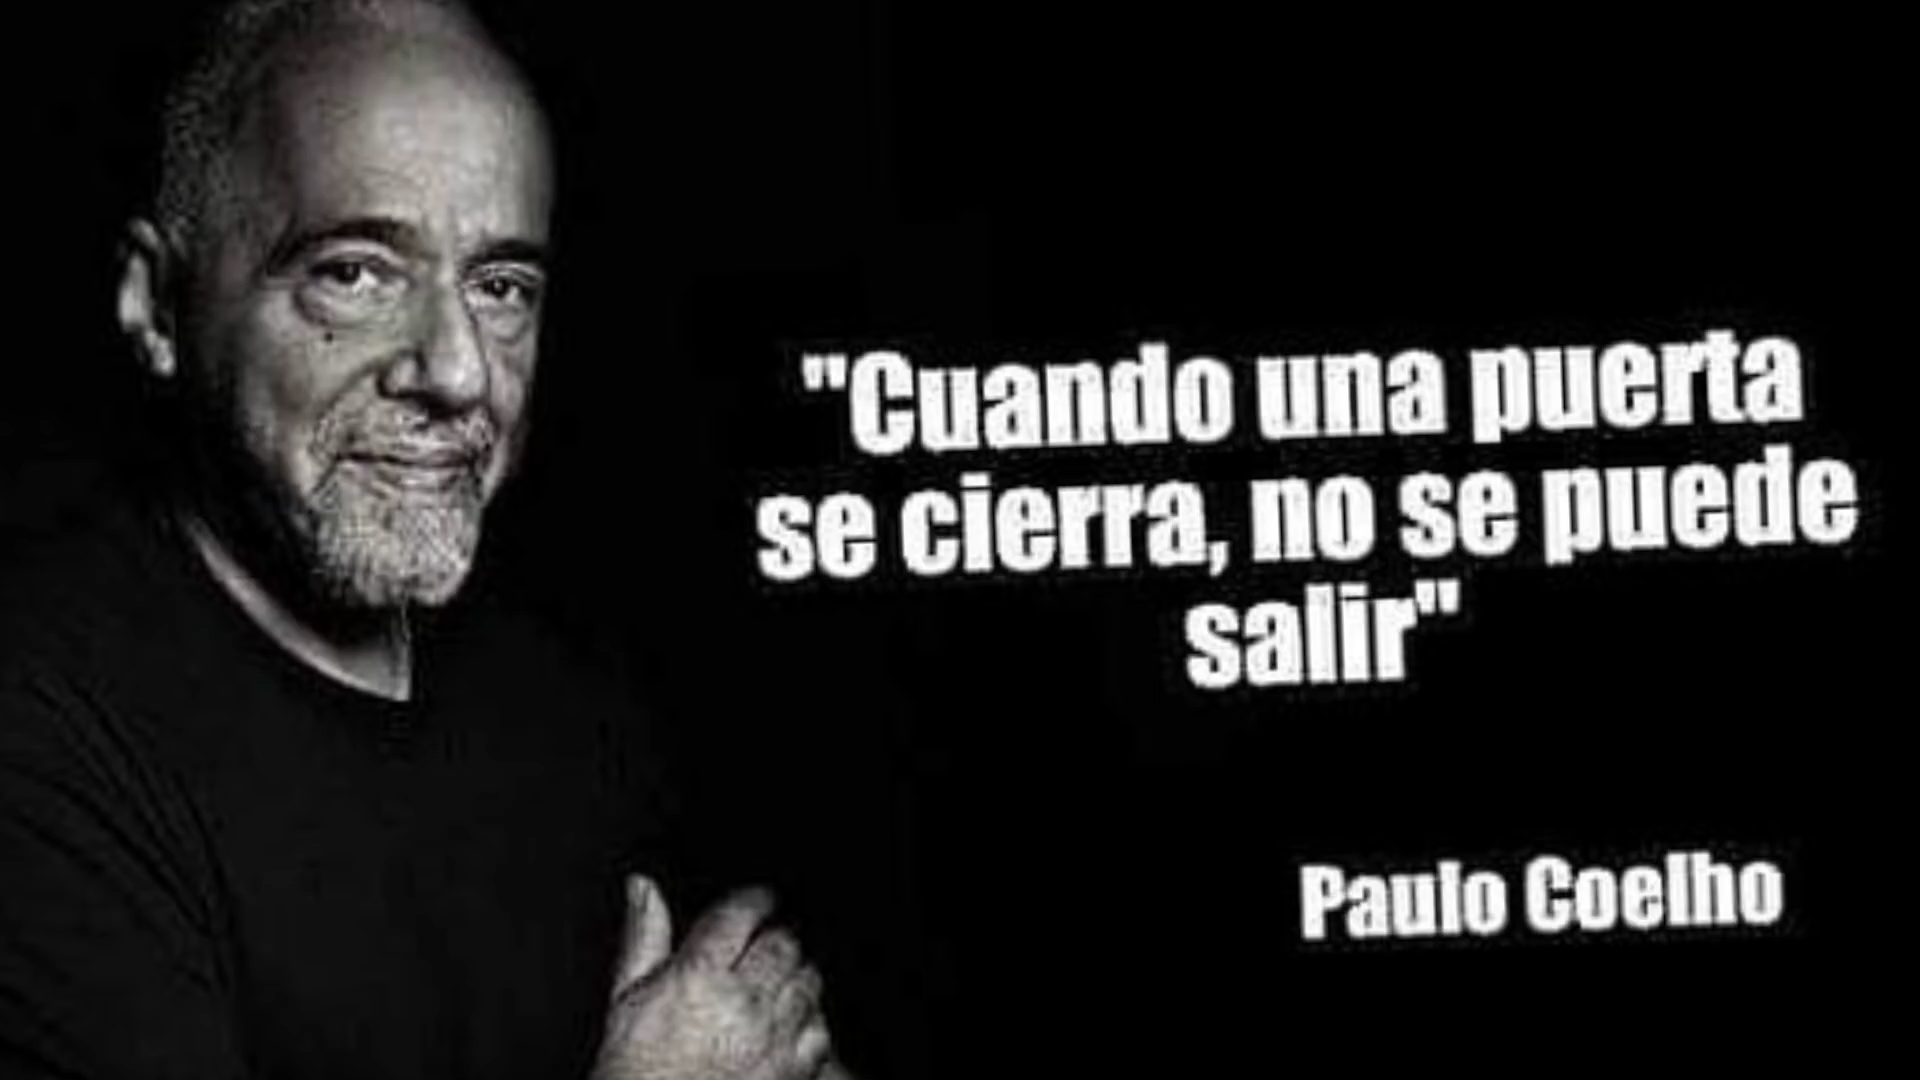 "Cuando una puerta
se cierra, no se puede
salir"
Paulo Coelho